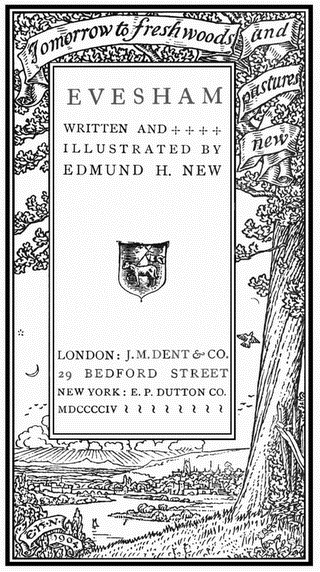 Tomorrow to fresh woods and
pastures
new
EVESHAM
WRITTEN AND ++++
ILLUSTRATED BY
EDMUND H. NEW
LONDON: J. M. DENT & CO.
29 BEDFORD STREET
NEW YORK: E. P. DUTTON CO.
MDCCCCIV
E·H·N·
1904